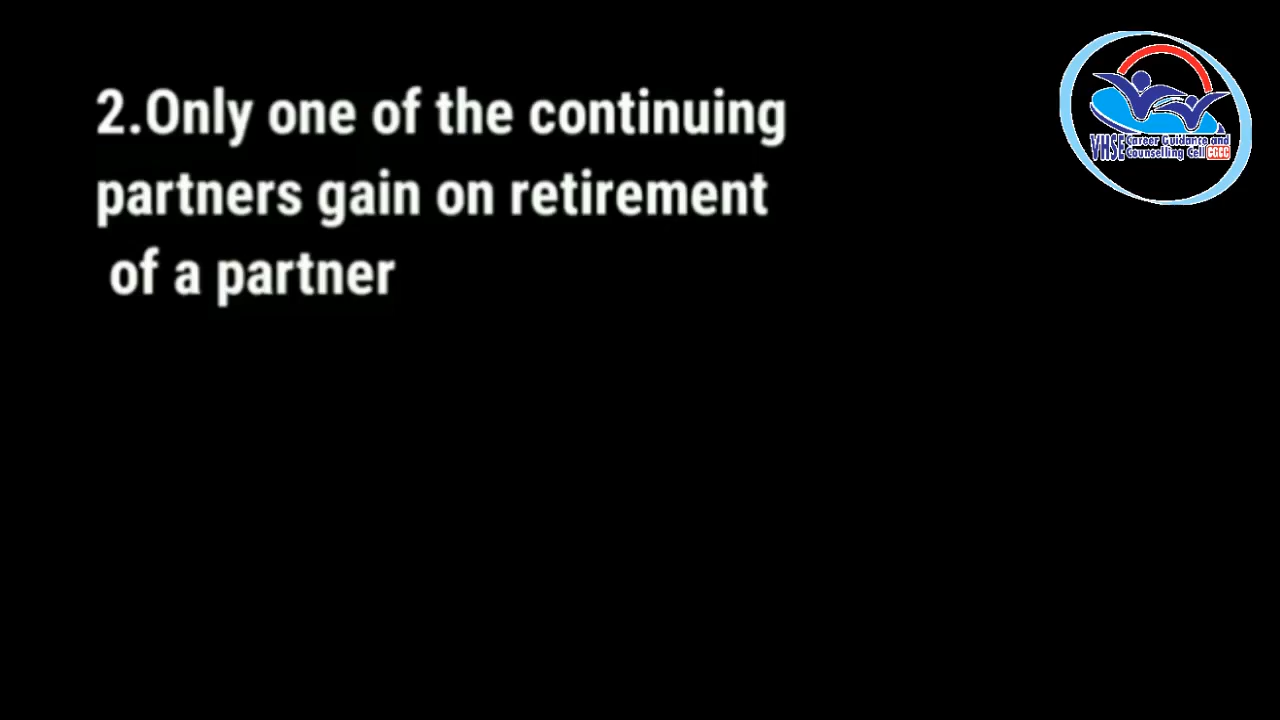 2.Only one of the continuing
partners gain on retirement
of a partner
VHSE Career Guidance and
Counselling Cell CGCC